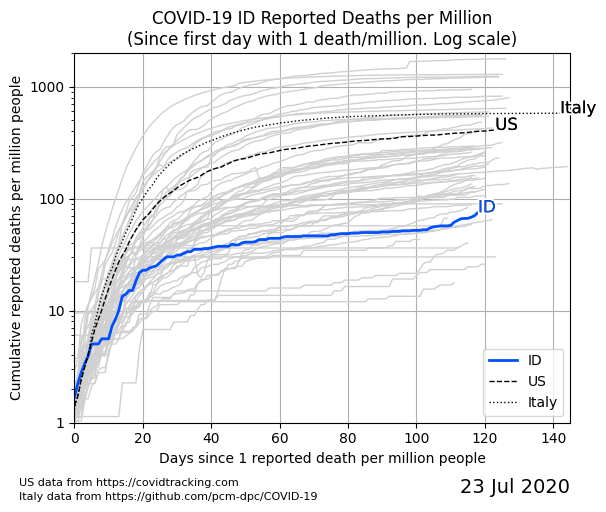 COVID-19 ID Reported Deaths per Million
(Since first day with 1 death/million. Log scale)
Cumulative reported deaths per million people
1000
100
10
1
Italy
US
ID
ID
US
Italy
0
20
40
60
80
100
120
140
Days since 1 reported death per million people
US data from https://covidtracking.com
Italy data from https://github.com/pcm-dpc/COVID-19
23 Jul 2020